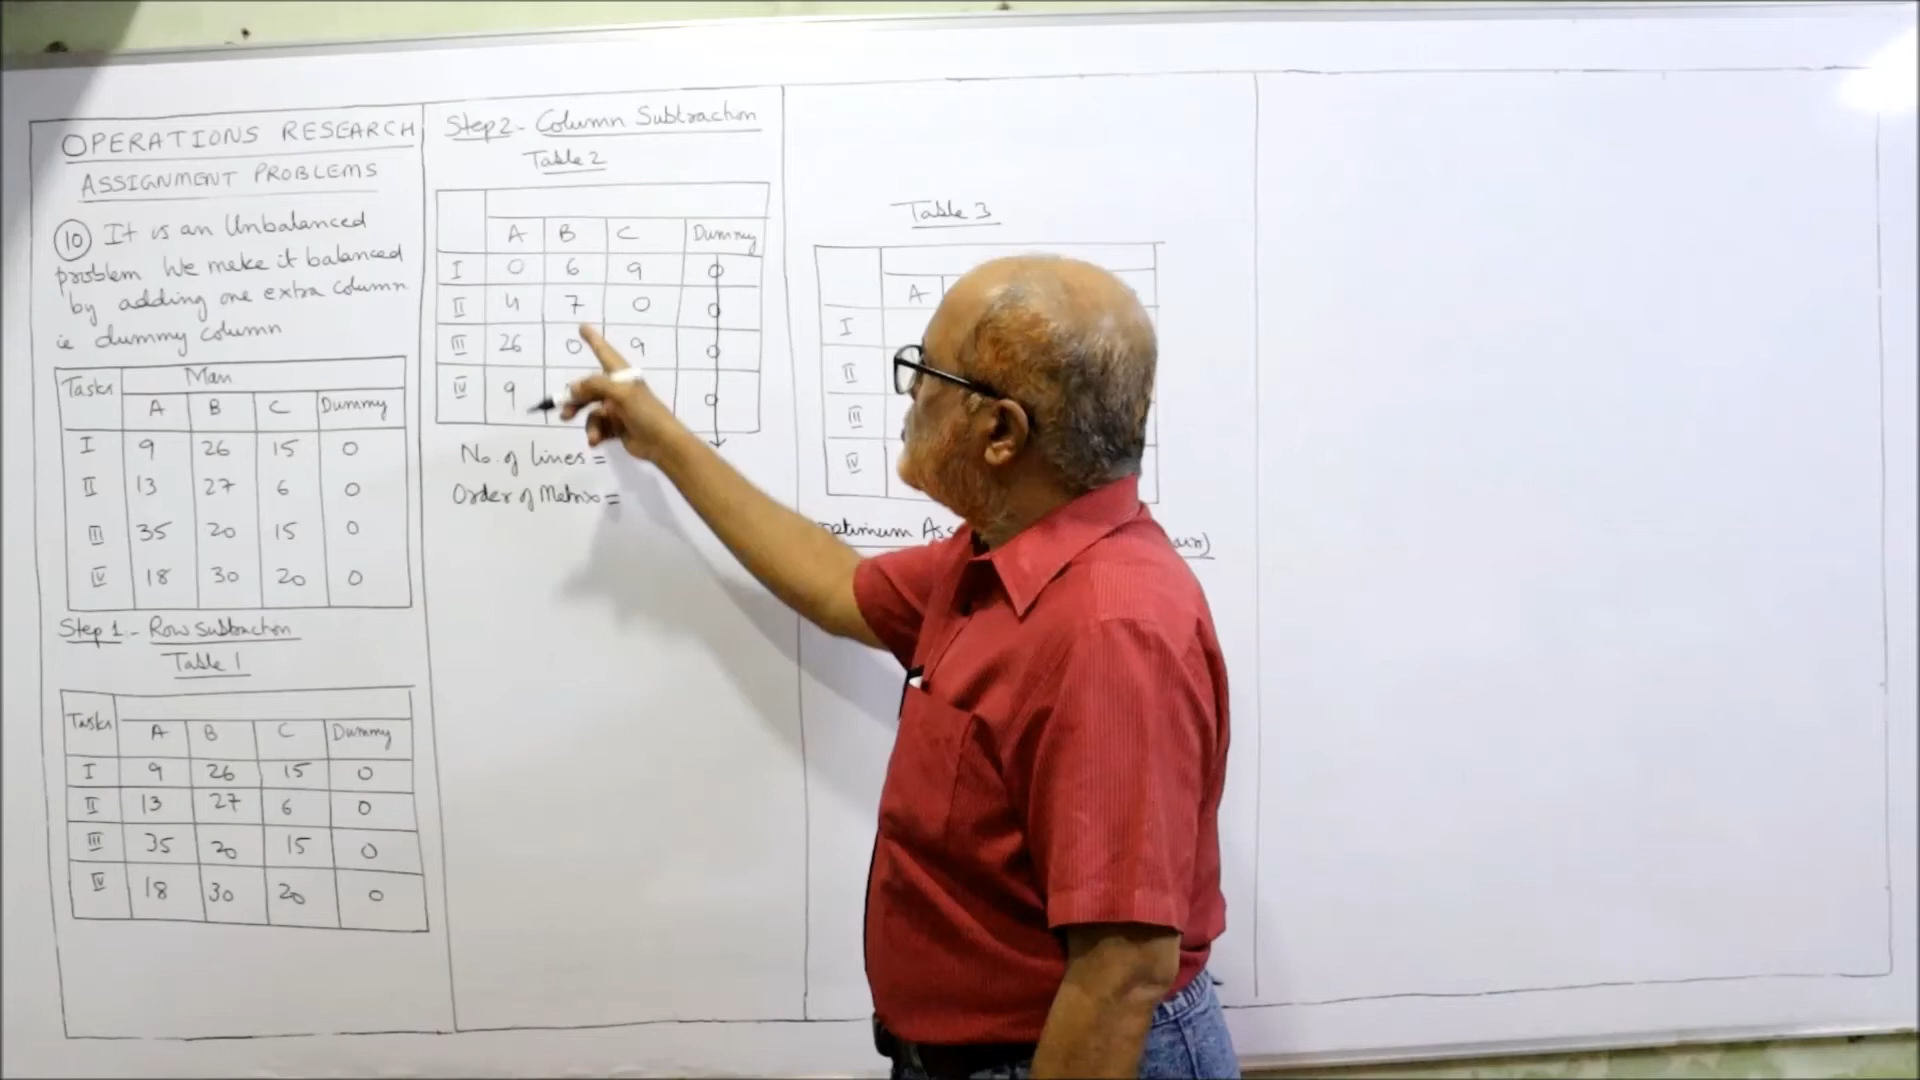 OPERATIONS RESEARCH
ASSIGNMENT PROBLEMS
10 It is an Unbalanced
problem We make it balanced
by adding one extra column
ie dummy column
Tasks Man
A B C Dummy
I 9 26 15 0
II 13 27 6 0
III 35 20 15 0
IV 18 30 20 0
Step 1 - Row Subtraction
Table 1
Tasks
A B C Dummy
I 9 26 15 0
II 13 27 6 0
III 35 20 15 0
IV 18 30 20 0
Step 2 - Column Subtraction
Table 2
A B C Dummy
I 0 6 9 0
II 4 7 0 0
III 26 0 9 0
IV 9 0
No. of lines =
Order of Metrix =
Table 3
A
I
II
III
IV
optimum